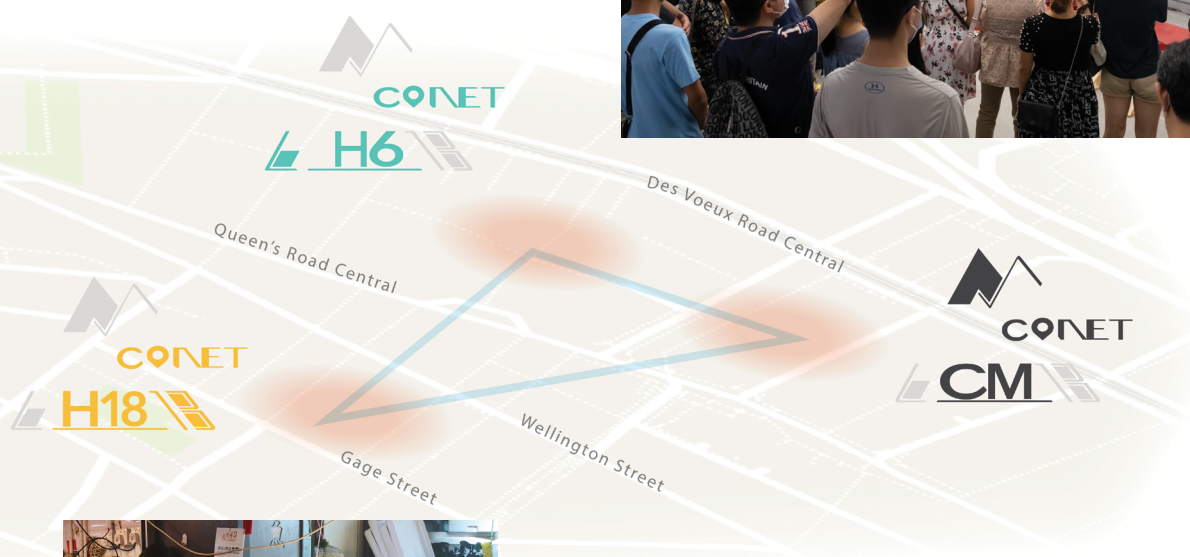 CONET
H6
Des Voeux Road Central
Queen's Road Central
CONET
CM
CONET
H18
Wellington Street
Gage Street